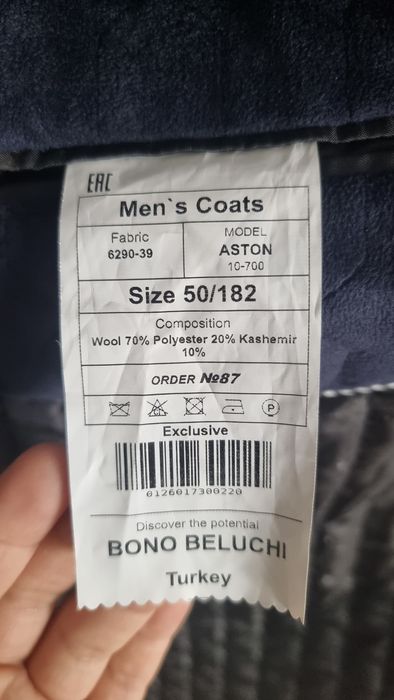 EAC
Men`s Coats
Fabric
6290-39
MODEL
ASTON
10-700
Size 50/182
Composition
Wool 70% Polyester 20% Kashemir
10%
ORDER №87
P
Exclusive
0126017300220
Discover the potential
BONO BELUCHI
Turkey